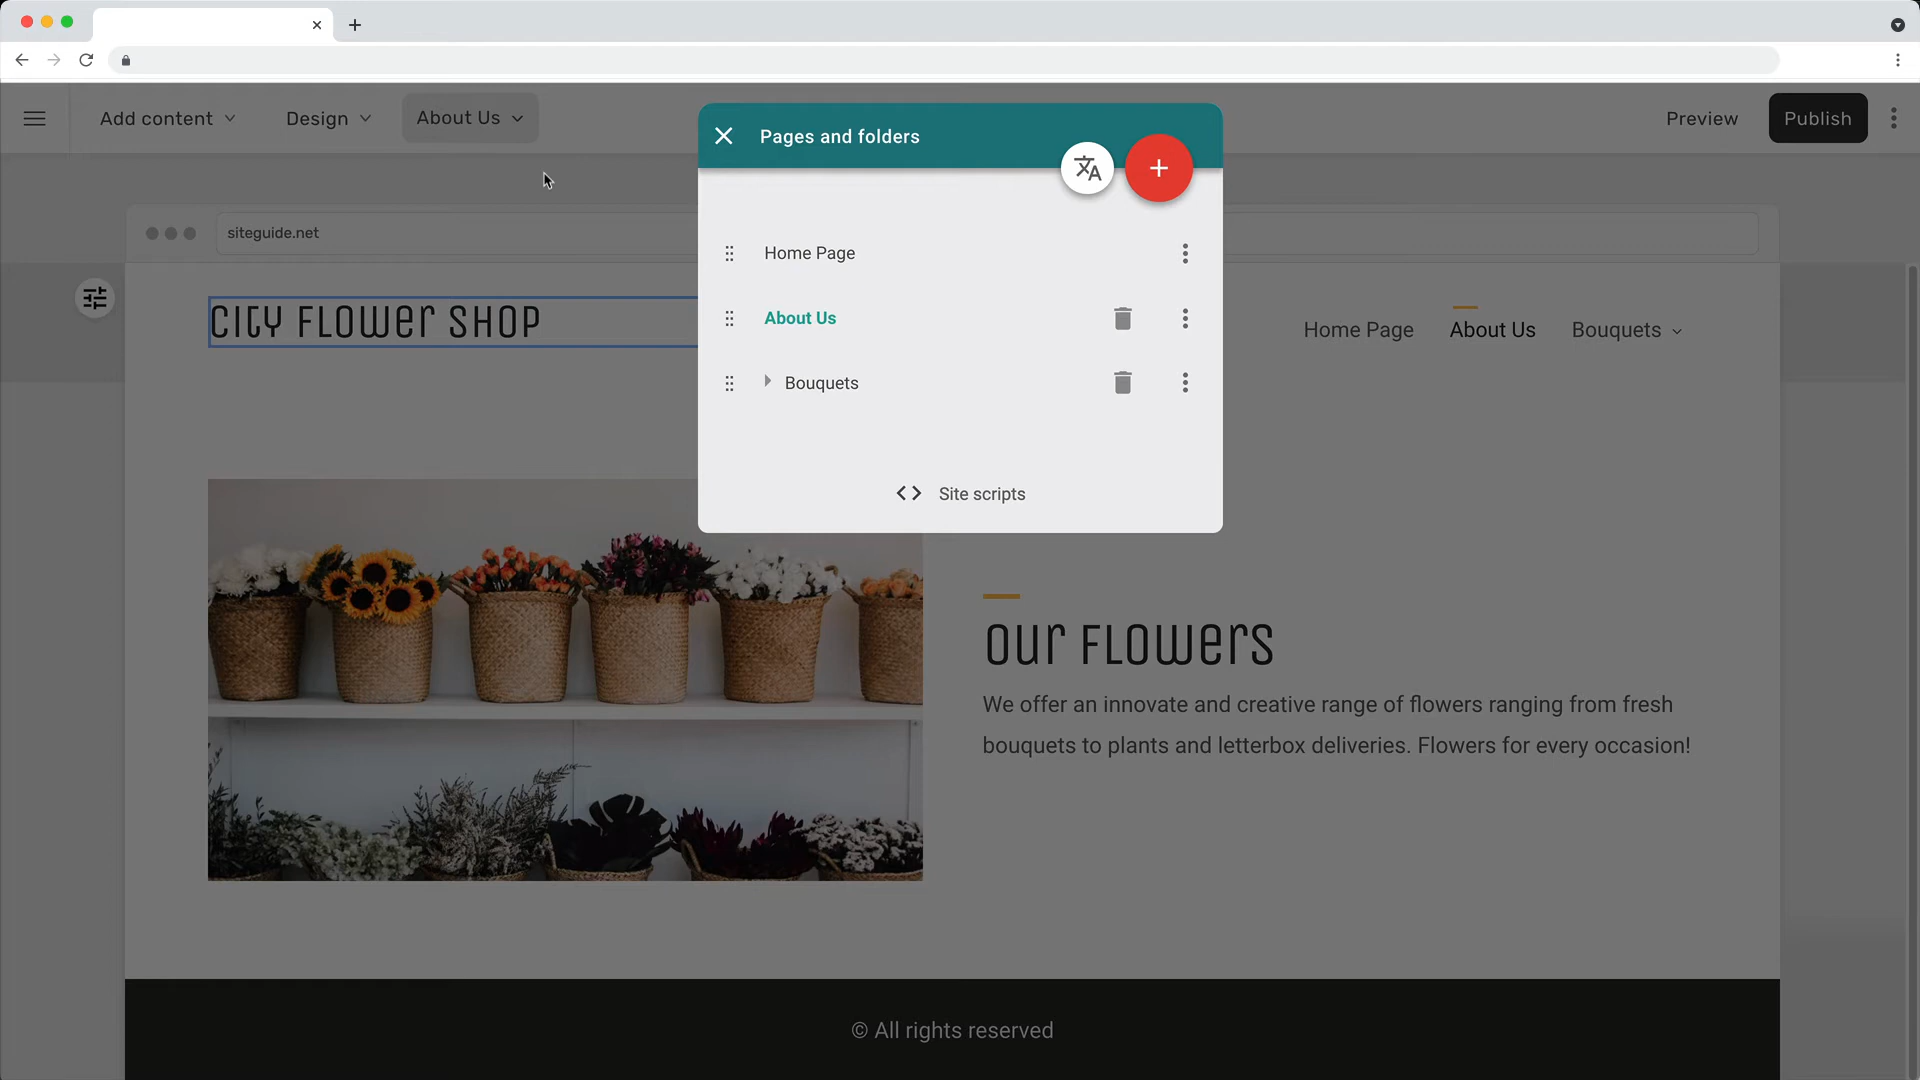 Add content
Design
About Us
Preview
Publish
Pages and folders
Home Page
About Us
Bouquets
Site scripts
siteguide.net
City Flower Shop
Home Page
About Us
Bouquets
Our Flowers
We offer an innovate and creative range of flowers ranging from fresh
bouquets to plants and letterbox deliveries. Flowers for every occasion!
© All rights reserved